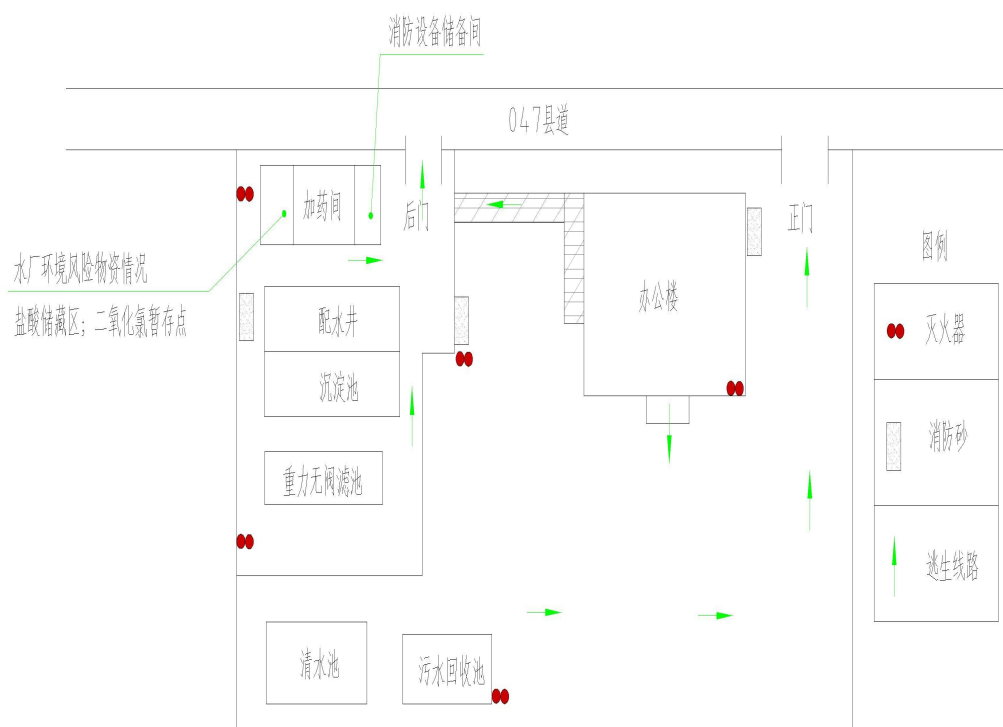 消防设备储备间
047县道
加药间
后门
正门
水厂环境风险物资情况
盐酸储藏区；二氧化氯暂存点
配水井
沉淀池
重力无阀滤池
办公楼
清水池
污水回收池
图例
灭火器
消防砂
逃生线路